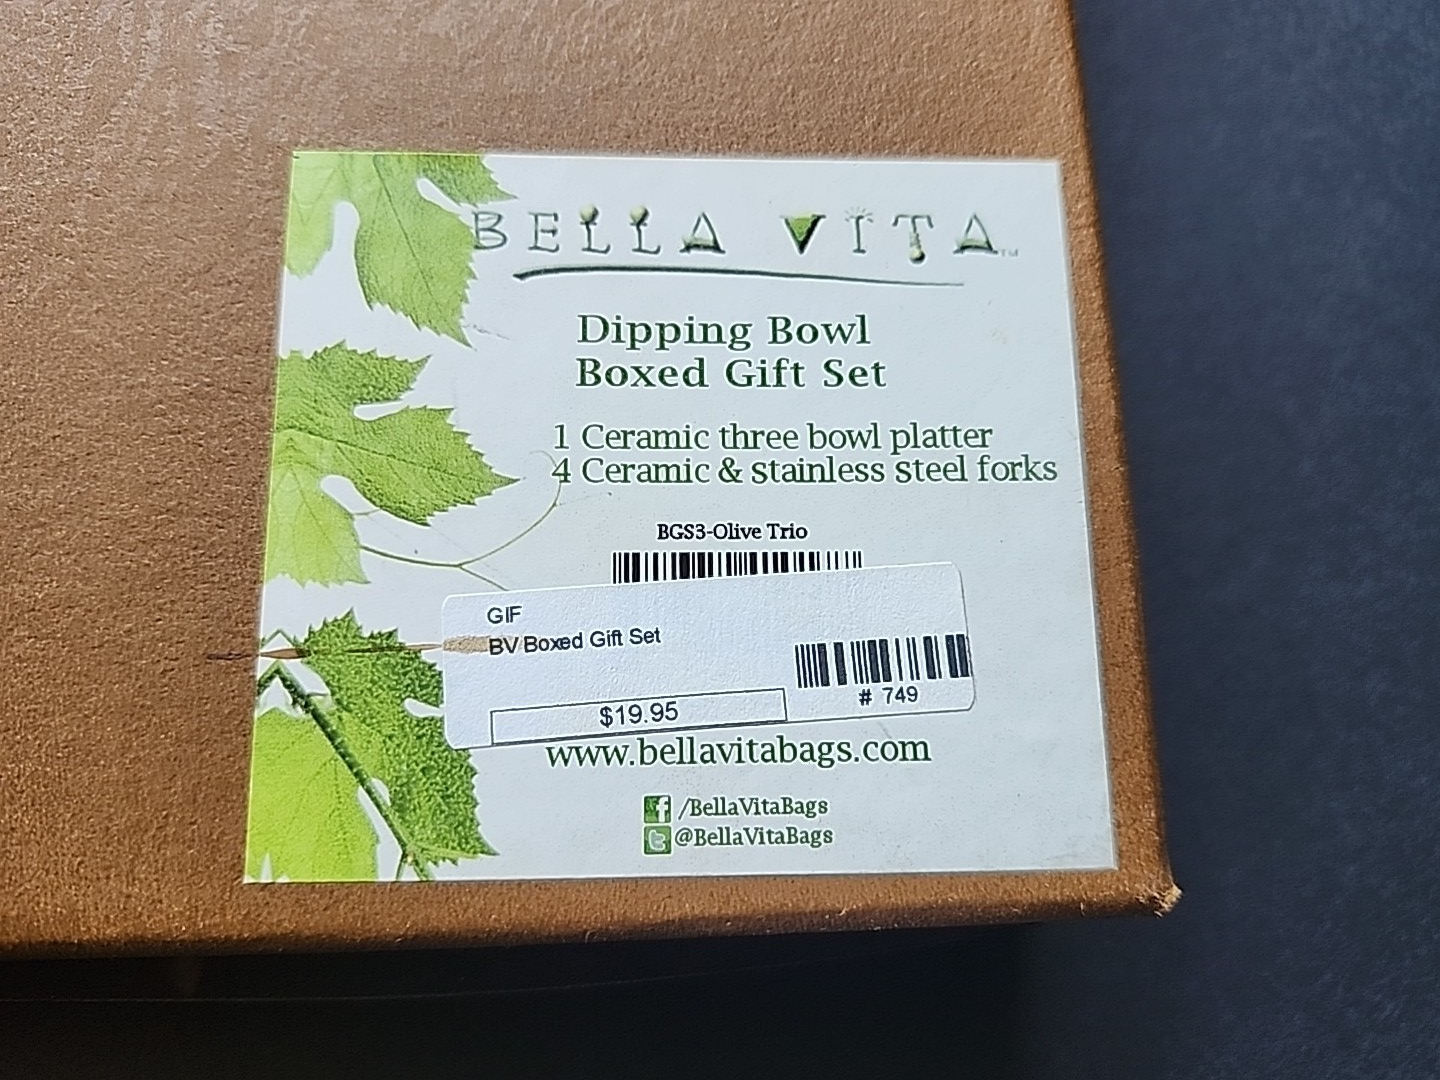 BELLA VITA™
Dipping Bowl
Boxed Gift Set
1 Ceramic three bowl platter
4 Ceramic & stainless steel forks
BGS3-Olive Trio
GIF
BV Boxed Gift Set
$19.95
# 749
www.bellavitabags.com
f /BellaVitaBags
t @BellaVitaBags